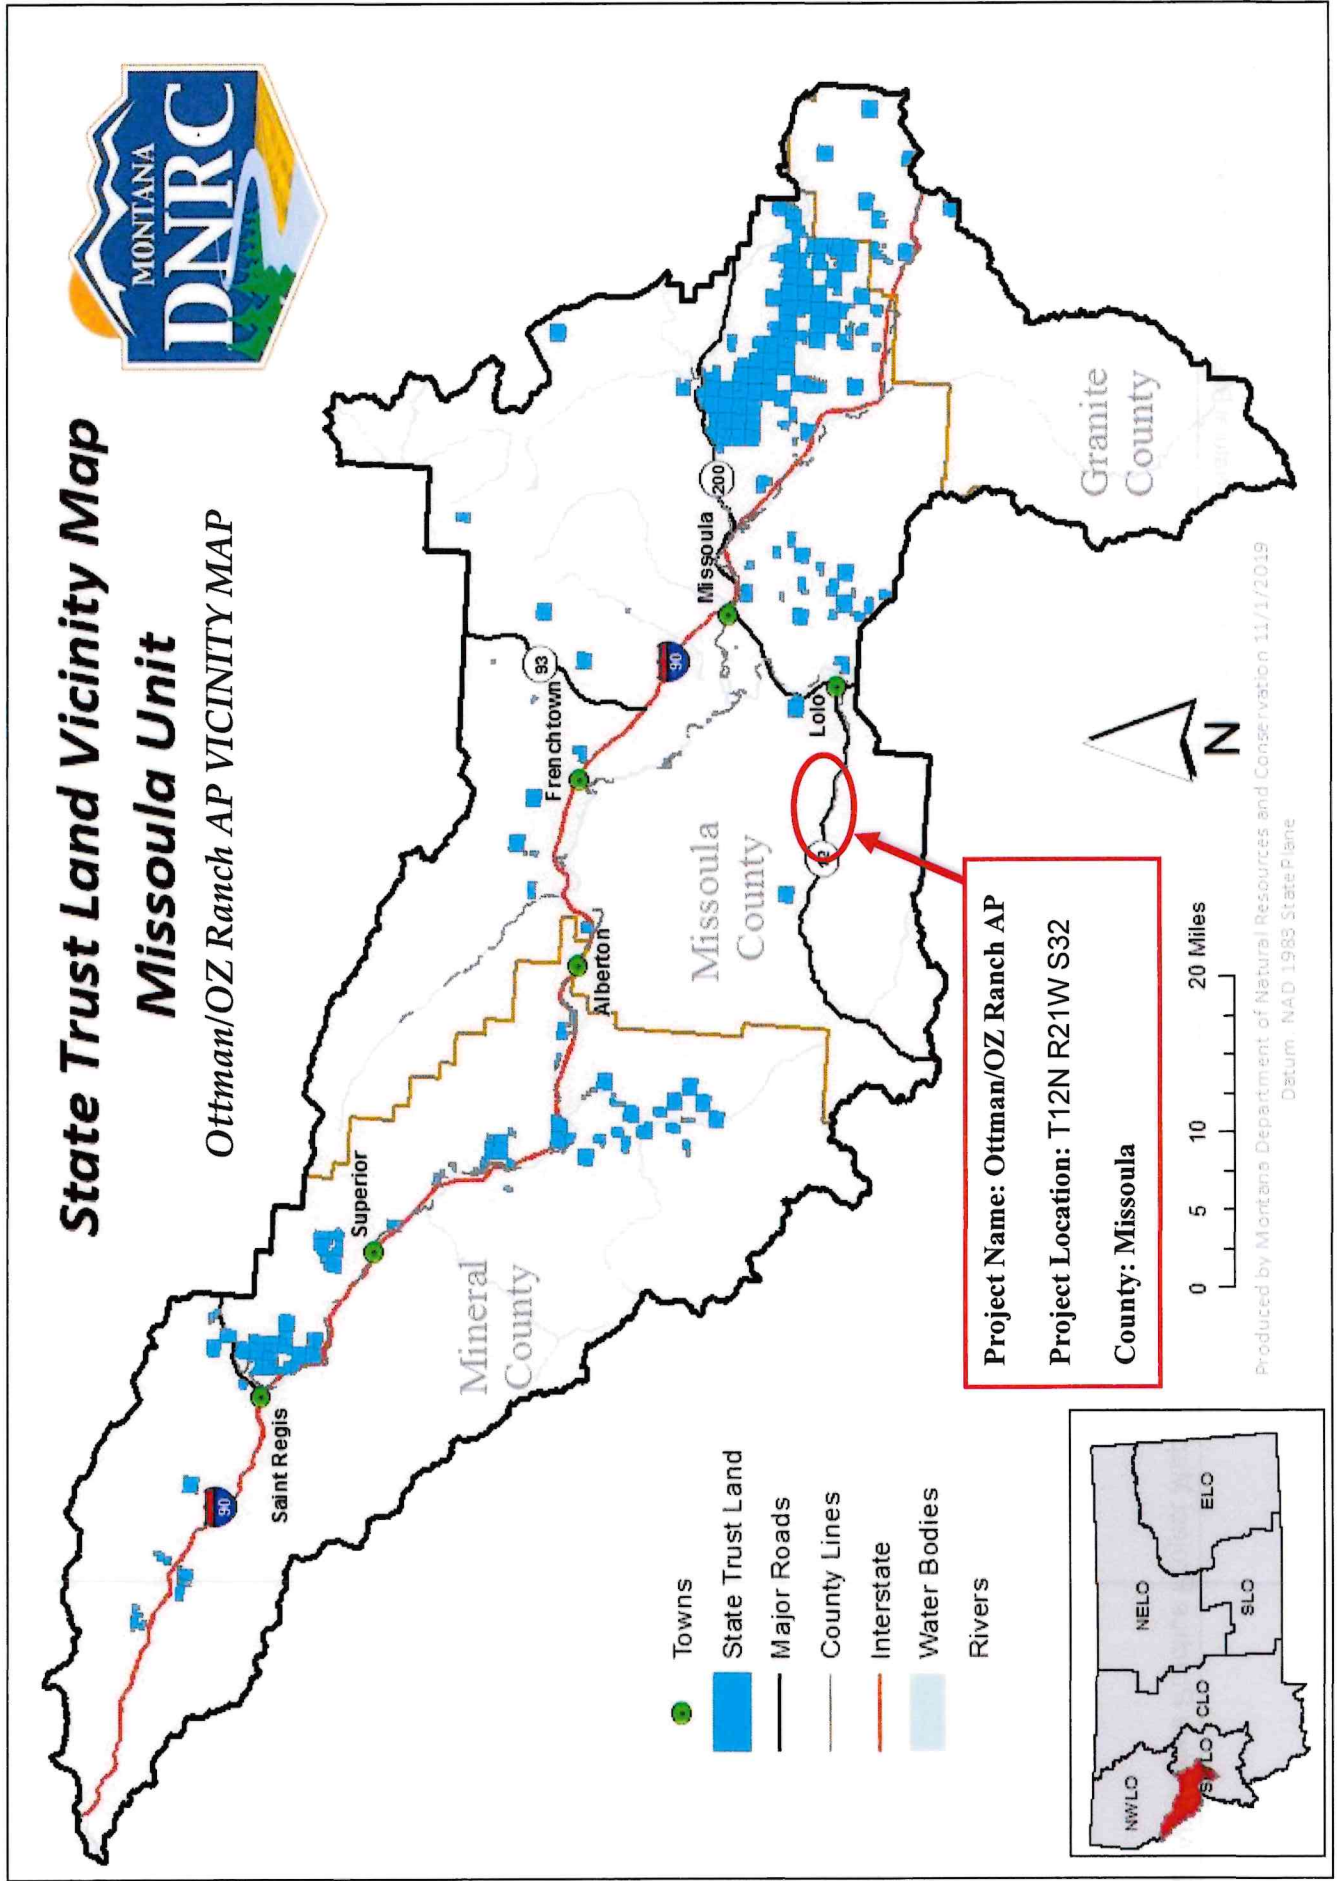 State Trust Land Vicinity Map
Missoula Unit
Ottman/OZ Ranch AP VICINITY MAP
MONTANA
DNRC
90
Saint Regis
Superior
Alberton
Frenchtown
93
90
Missoula
200
Lolo
12
Mineral
County
Missoula
County
Granite
County
Towns
State Trust Land
Major Roads
County Lines
Interstate
Water Bodies
Rivers
Project Name: Ottman/OZ Ranch AP
Project Location: T12N R21W S32
County: Missoula
N
0 5 10 20 Miles
Produced by Montana Department of Natural Resources and Conservation 11/1/2019
Datum: NAD 1983 State Plane
NWLO
NELO
ELO
CLO
SLO
SWLO